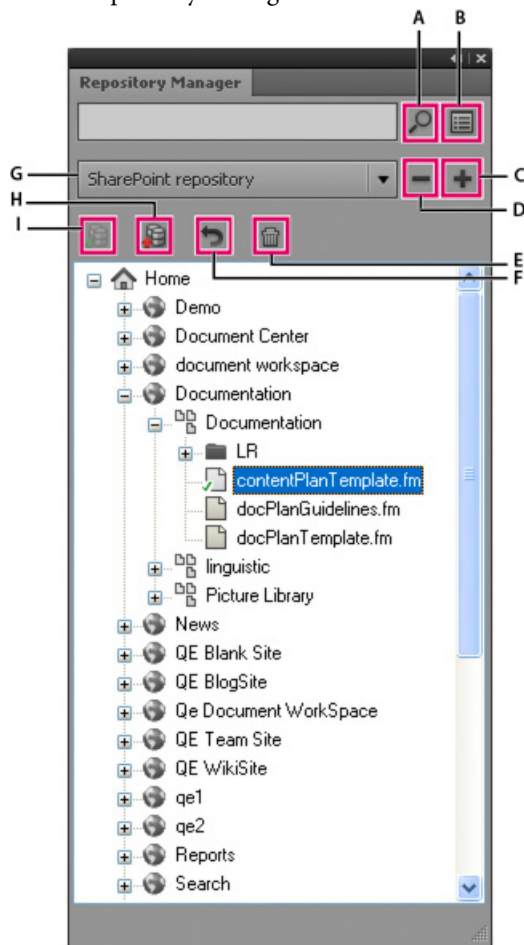 A
B
Repository Manager
G
SharePoint repository
C
H
D
I
E
F
Home
Demo
Document Center
document workspace
Documentation
Documentation
LR
contentPlanTemplate.fm
docPlanGuidelines.fm
docPlanTemplate.fm
linguistic
Picture Library
News
QE Blank Site
QE BlogSite
Qe Document WorkSpace
QE Team Site
QE WikiSite
qe1
qe2
Reports
Search